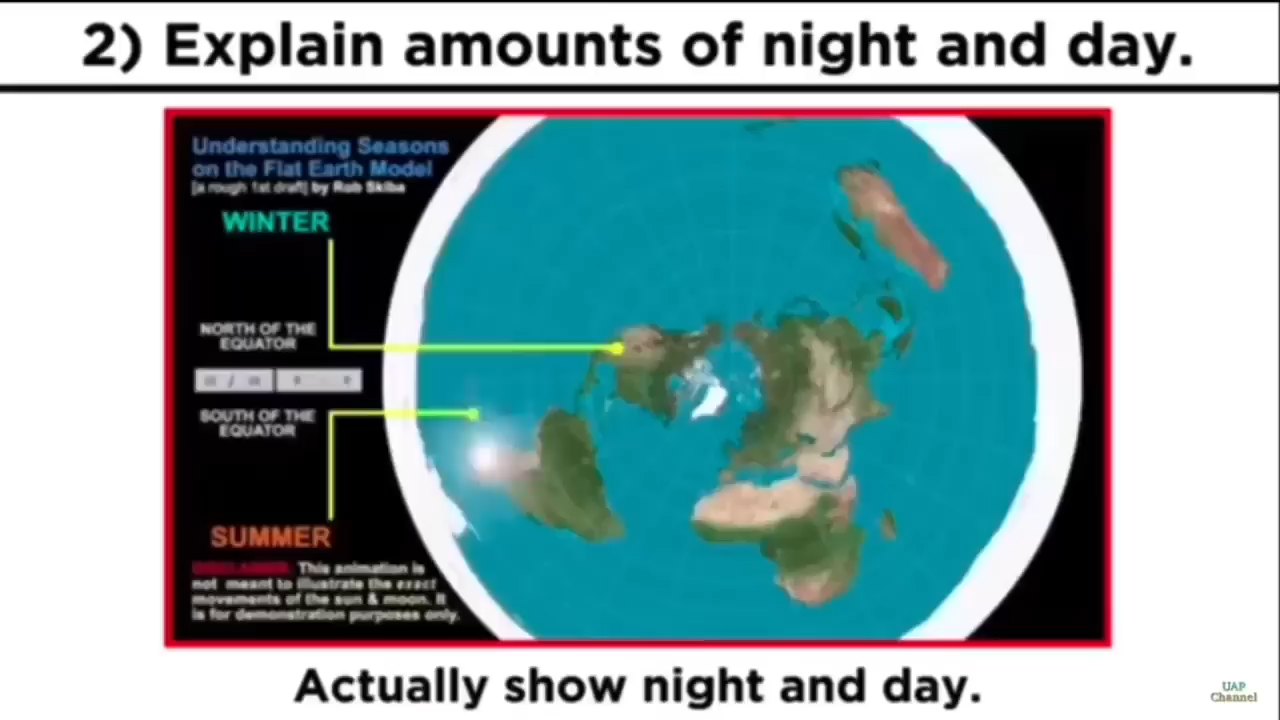 2) Explain amounts of night and day.
Understanding Seasons
on the Flat Earth Model
[a rough 1st draft] by Rob Skiba
WINTER
NORTH OF THE
EQUATOR
SOUTH OF THE
EQUATOR
SUMMER
DISCLAIMER: This animation is
not meant to illustrate the exact
movements of the sun & moon. It
is for demonstration purposes only.
Actually show night and day.
UAP
Channel